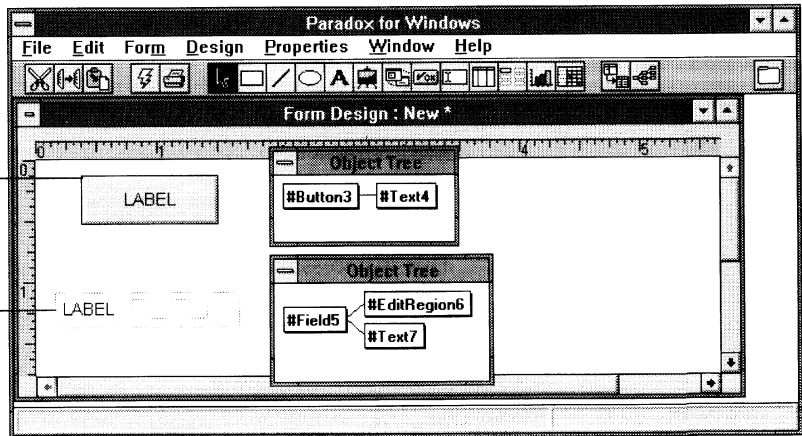 Paradox for Windows
File Edit Form Design Properties Window Help
Form Design : New *
0 1 4 5
0
LABEL
Object Tree
#Button3 #Text4
1
LABEL
Object Tree
#Field5
#EditRegion6
#Text7